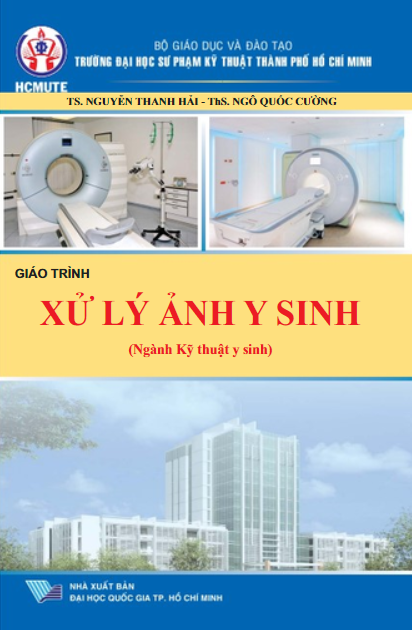 BỘ GIÁO DỤC VÀ ĐÀO TẠO
TRƯỜNG ĐẠI HỌC SƯ PHẠM KỸ THUẬT THÀNH PHỐ HỒ CHÍ MINH
HCMUTE
TS. NGUYỄN THANH HẢI - ThS. NGÔ QUỐC CƯỜNG
GIÁO TRÌNH
XỬ LÝ ẢNH Y SINH
(Ngành Kỹ thuật y sinh)
NHÀ XUẤT BẢN
ĐẠI HỌC QUỐC GIA TP. HỒ CHÍ MINH